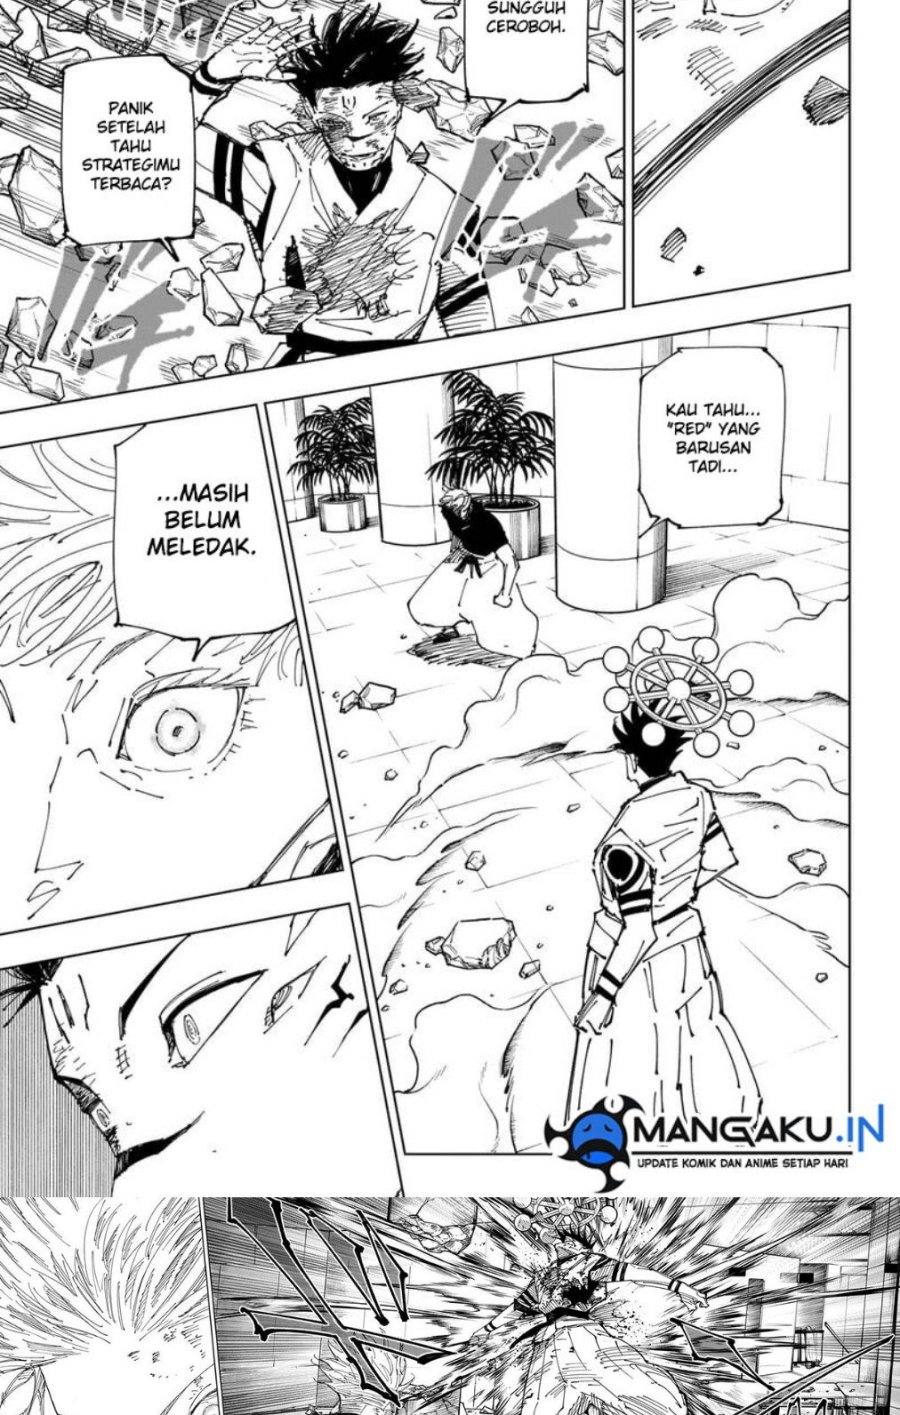 SUNGGUH
CEROBOH.
PANIK
SETELAH
TAHU
STRATEGIMU
TERBACA?
KAU TAHU...
"RED" YANG
BARUSAN
TADI...
...MASIH
BELUM
MELEDAK.
MANGAKU.IN
UPDATE KOMIK DAN ANIME SETIAP HARI